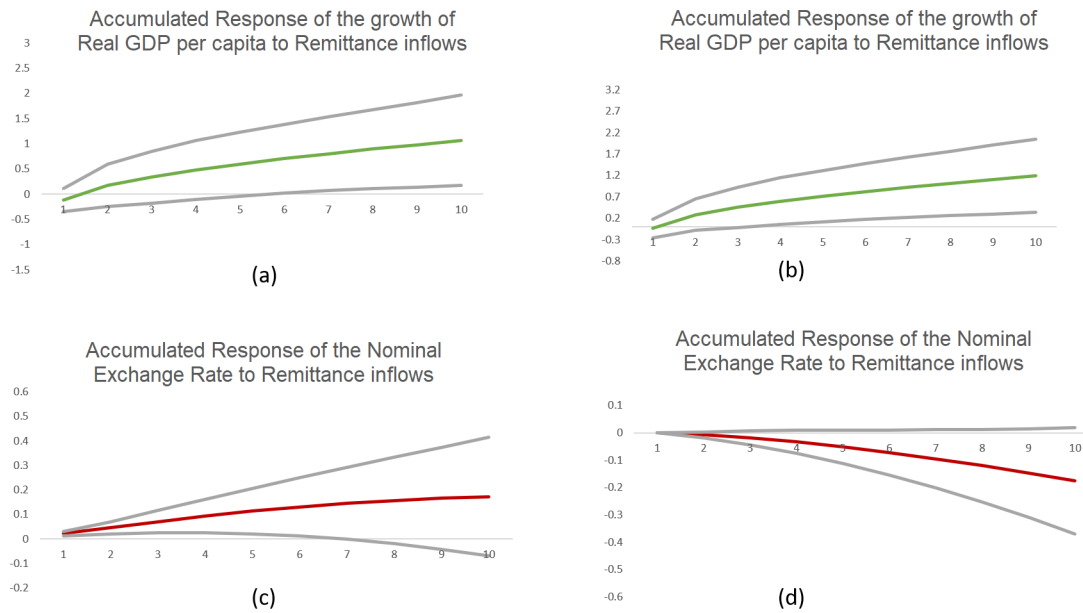 Accumulated Response of the growth of
Real GDP per capita to Remittance inflows
3
2.5
2
1.5
1
0.5
0
-0.5
-1
-1.5
1 2 3 4 5 6 7 8 9 10
(a)
Accumulated Response of the growth of
Real GDP per capita to Remittance inflows
3.2
2.7
2.2
1.7
1.2
0.7
0.2
-0.3
-0.8
1 2 3 4 5 6 7 8 9 10
(b)
Accumulated Response of the Nominal
Exchange Rate to Remittance inflows
0.6
0.5
0.4
0.3
0.2
0.1
0
-0.1
-0.2
1 2 3 4 5 6 7 8 9 10
(c)
Accumulated Response of the Nominal
Exchange Rate to Remittance inflows
0.1
0
-0.1
-0.2
-0.3
-0.4
-0.5
-0.6
1 2 3 4 5 6 7 8 9 10
(d)